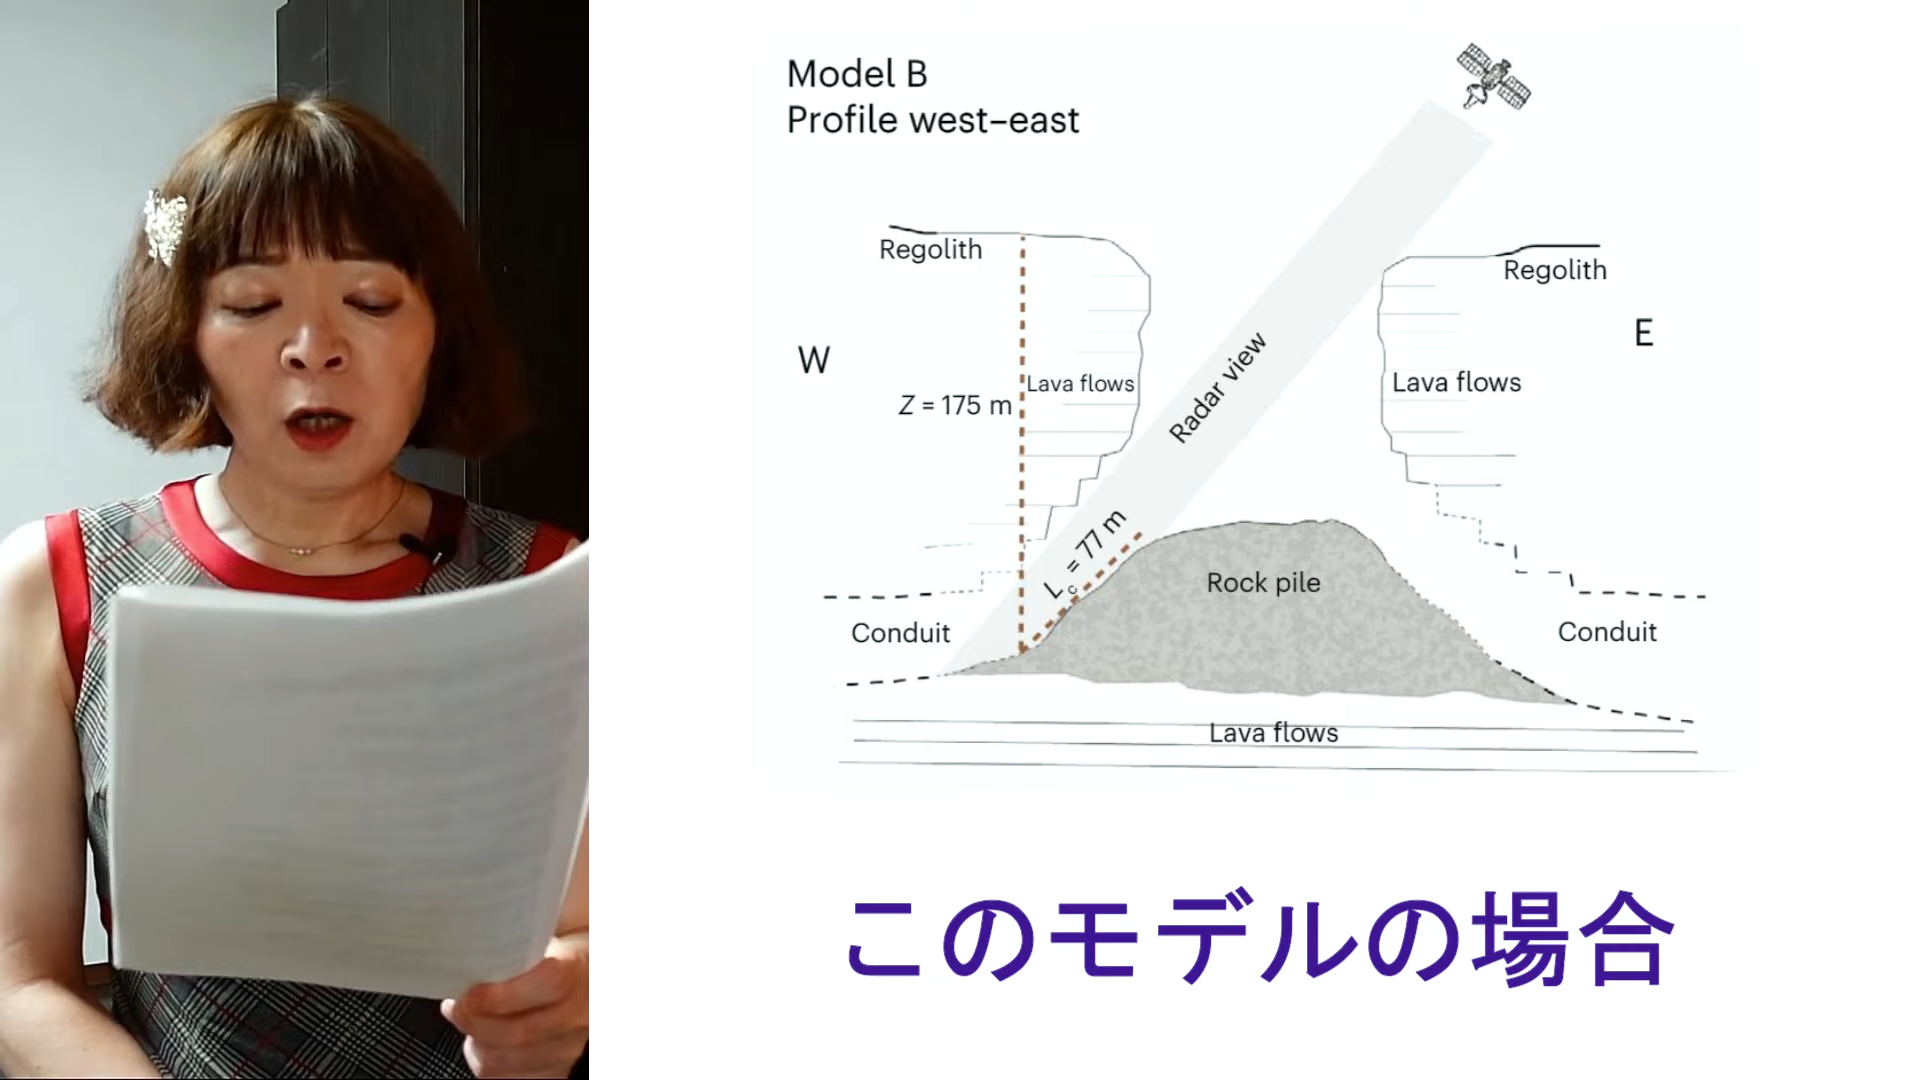 Model B
Profile west–east
Regolith
Regolith
W
E
Z = 175 m
Lava flows
Radar view
Lava flows
L c = 77 m
Rock pile
Conduit
Conduit
Lava flows
このモデルの場合